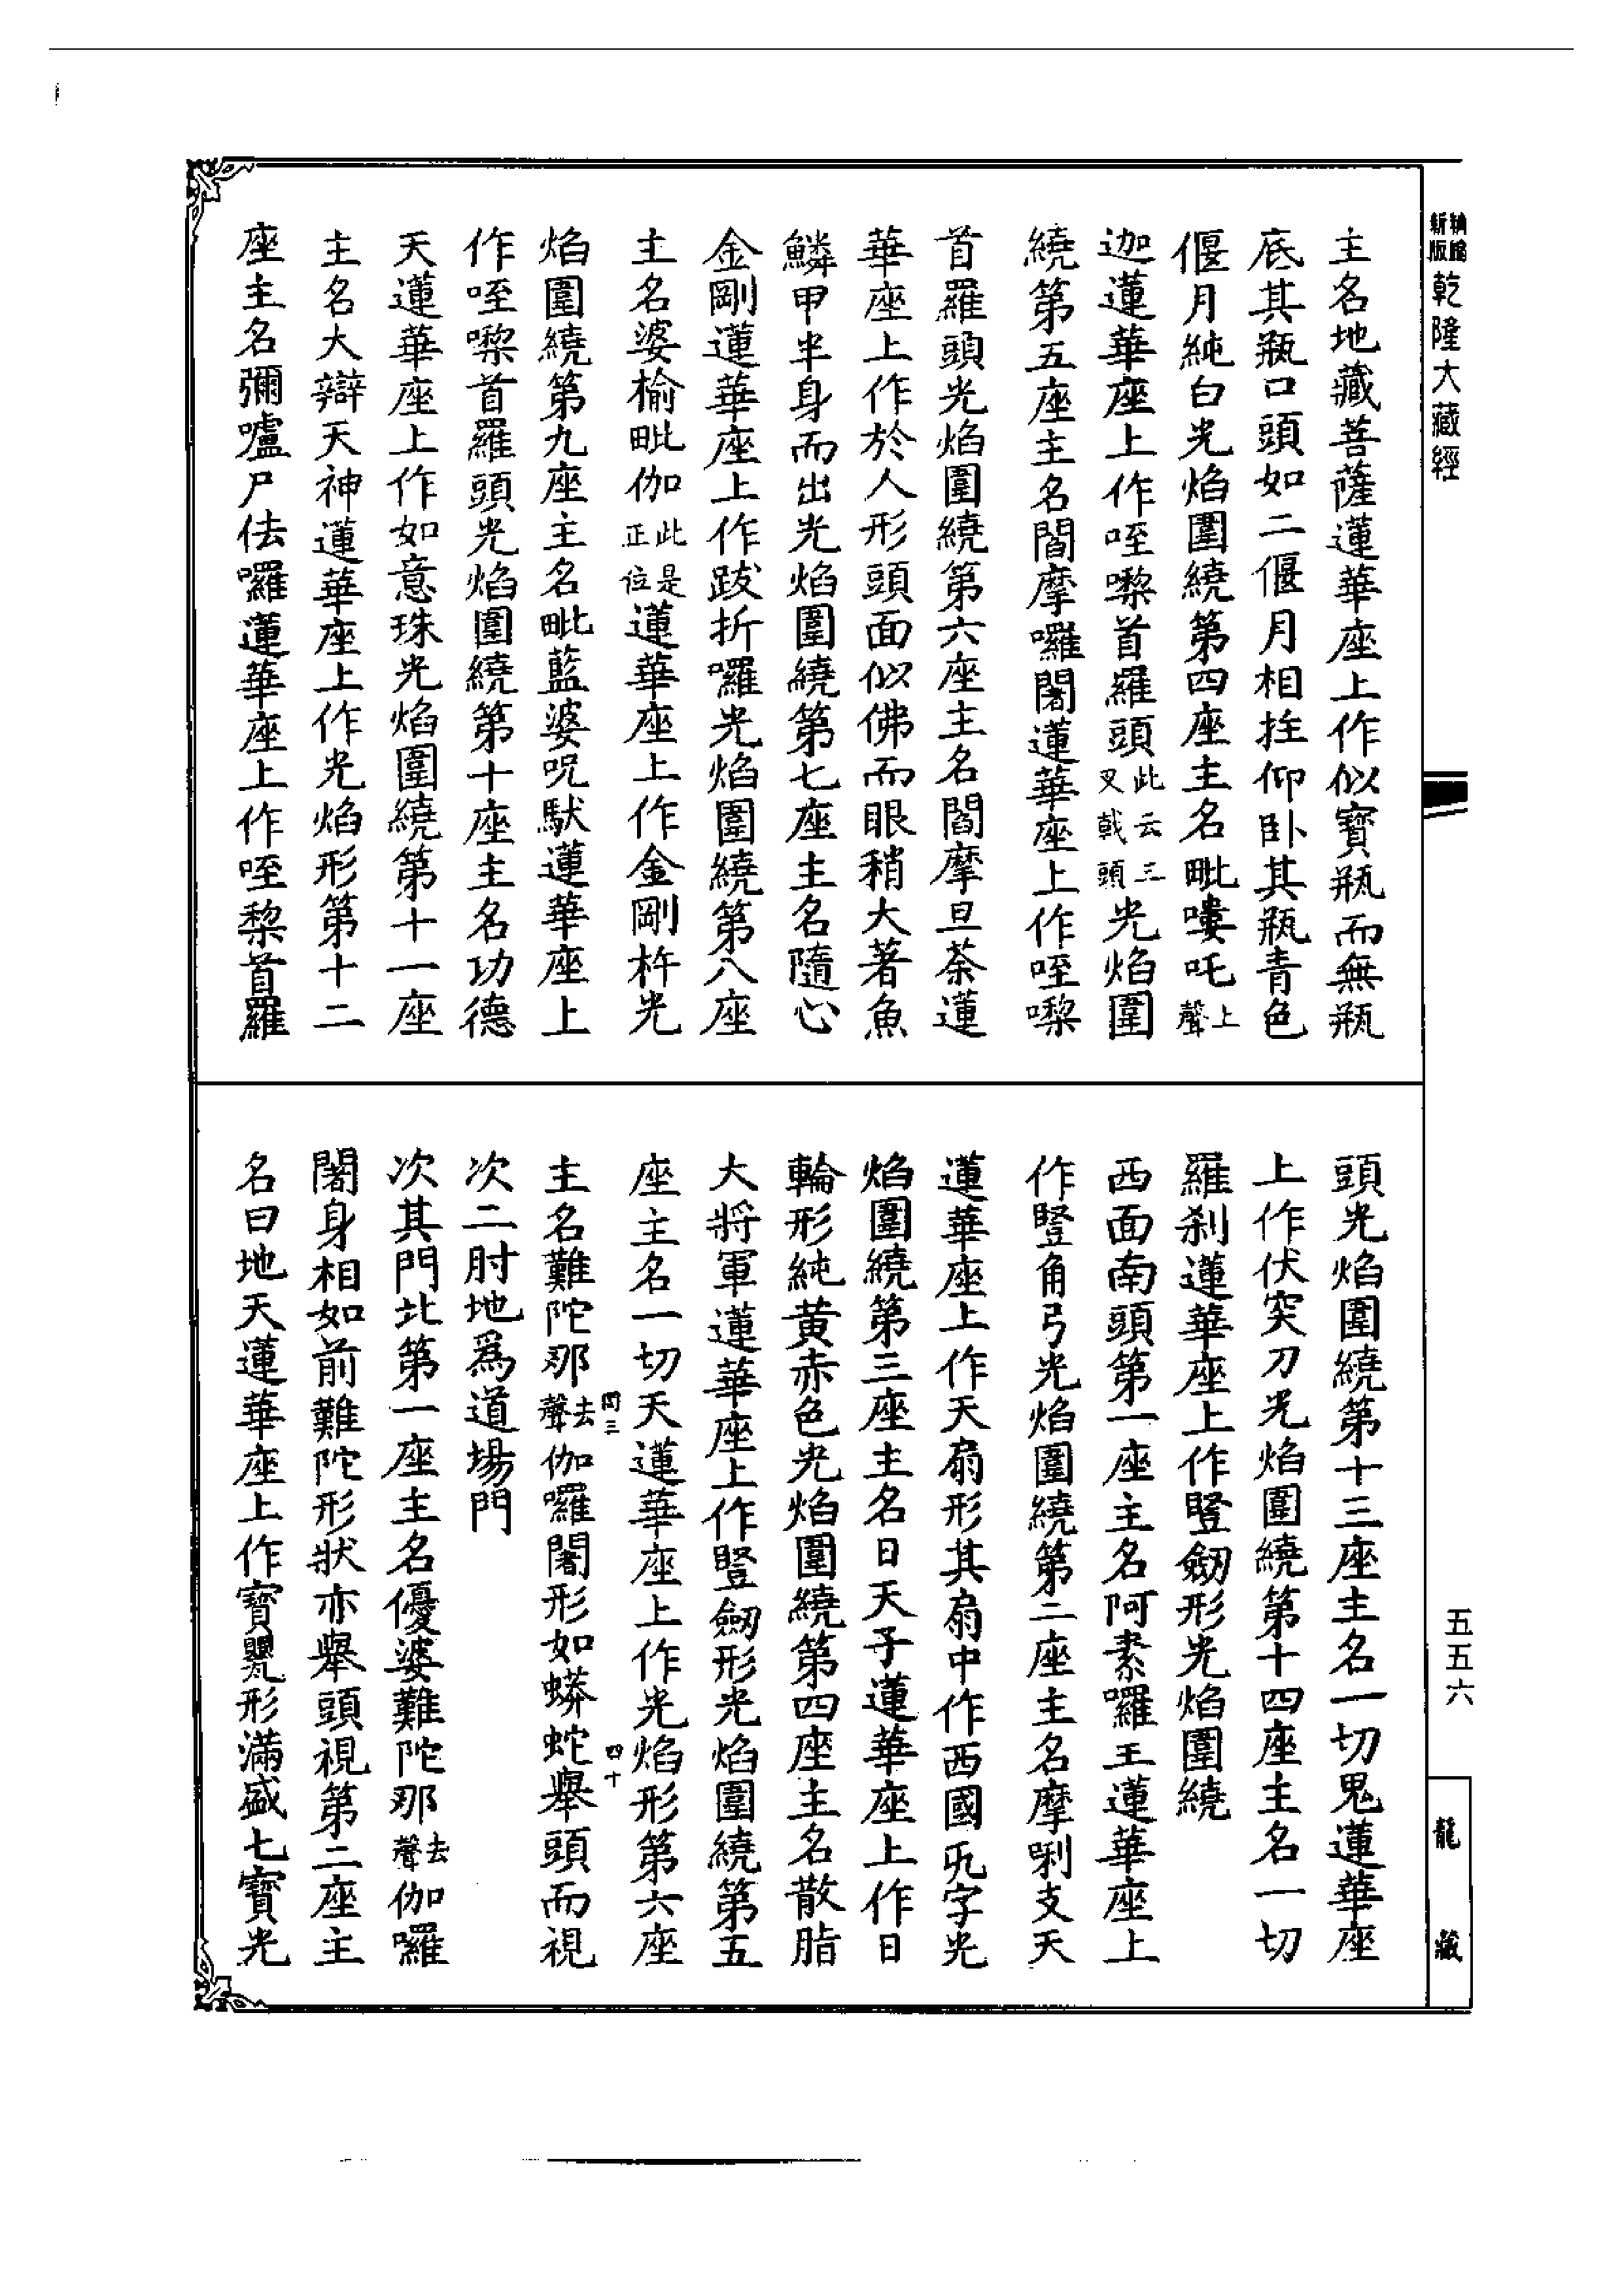 新編
縮版
乾隆大藏經
主名地藏菩薩蓮華座上作似寶瓶而無瓶
底其瓶口頭如二偃月相拄仰卧其瓶青色
偃月純白光焰圍繞第四座主名毗嘍吒上聲
迦蓮華座上作咥㗚首羅頭此云三叉戟頭光焰圍
繞第五座主名閻摩囉闍蓮華座上作咥㗚
首羅頭光焰圍繞第六座主名閻摩旦荼蓮
華座上作於人形頭面似佛而眼稍大著魚
鱗甲半身而出光焰圍繞第七座主名隨心
金剛蓮華座上作跋折囉光焰圍繞第八座
主名婆榆毗伽此是正位蓮華座上作金剛杵光
焰圍繞第九座主名毗藍婆呪馱蓮華座上
作咥㗚首羅頭光焰圍繞第十座主名功德
天蓮華座上作如意珠光焰圍繞第十一座
主名大辯天神蓮華座上作光焰形第十二
座主名彌嚧尸佉囉蓮華座上作咥梨首羅
頭光焰圍繞第十三座主名一切鬼蓮華座
上作伏突刀光焰圍繞第十四座主名一切
羅刹蓮華座上作豎劒形光焰圍繞
西面南頭第一座主名阿素囉王蓮華座上
作豎角弓光焰圍繞第二座主名摩唎支天
蓮華座上作天扇形其扇中作西國卍字光
焰圍繞第三座主名日天子蓮華座上作日
輪形純黃赤色光焰圍繞第四座主名散脂
大將軍蓮華座上作豎劒形光焰圍繞第五
座主名一切天蓮華座上作光焰形第六座
主名難陀那去聲伽囉闍形如蟒蛇舉頭而視
次二肘地爲道場門
次其門北第一座主名優婆難陀那去聲伽囉
闍身相如前難陀形狀亦舉頭視第二座主
名曰地天蓮華座上作寶甖形滿盛七寶光
五五六
龍藏